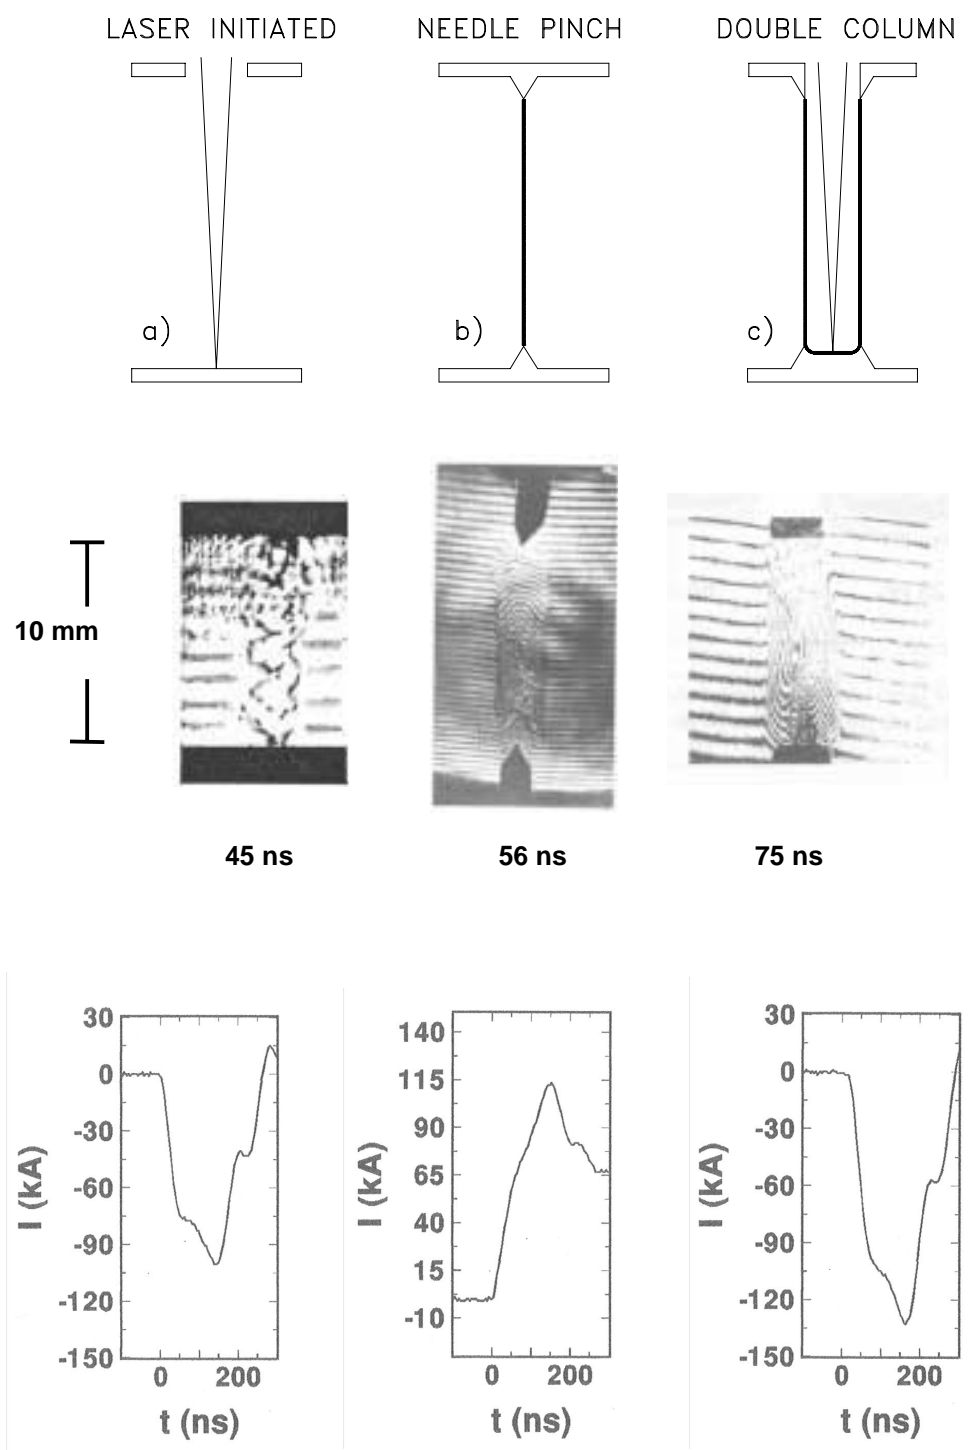 LASER INITIATED NEEDLE PINCH DOUBLE COLUMN
a) b) c)
10 mm
45 ns 56 ns 75 ns
30
0
-30
-60
-90
-120
-150
I (kA)
0 200
t (ns)
140
115
90
65
40
15
-10
I (kA)
0 200
t (ns)
30
0
-30
-60
-90
-120
-150
I (kA)
0 200
t (ns)